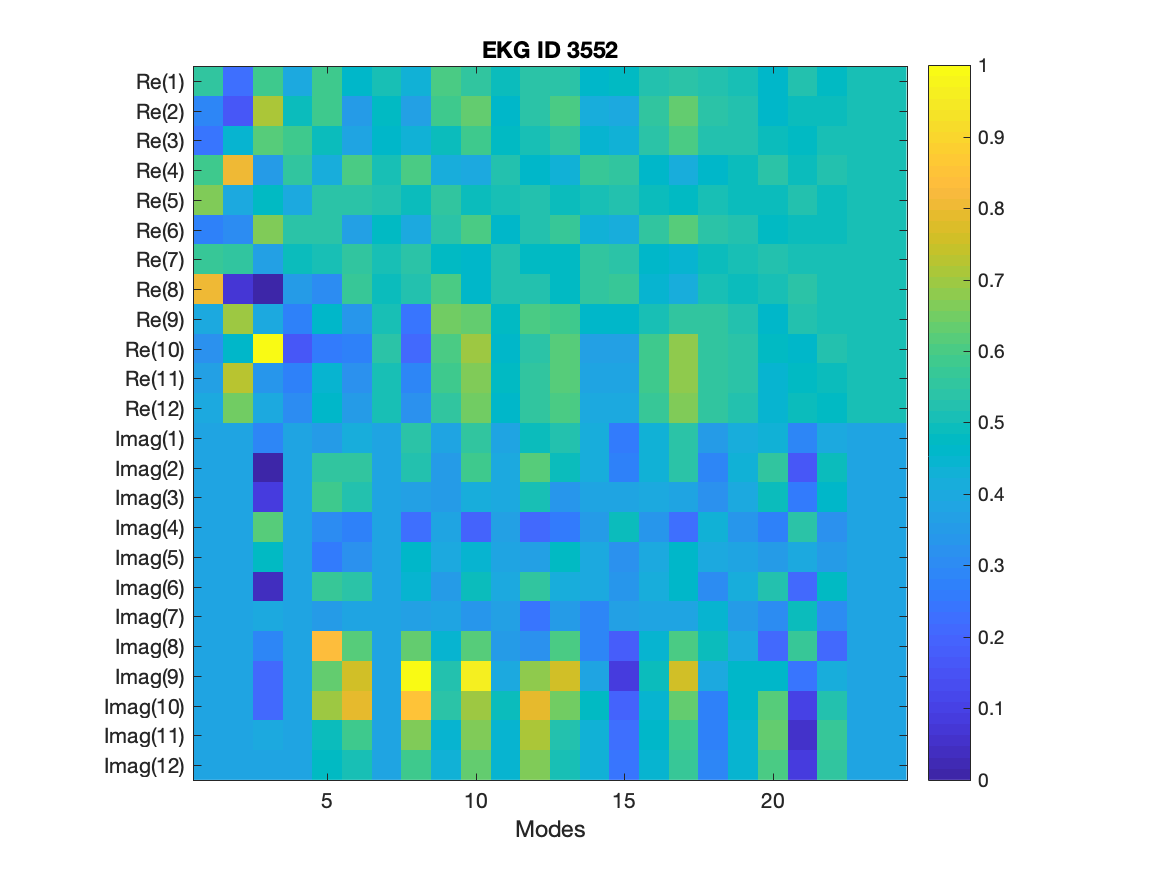 EKG ID 3552
Re(1)
Re(2)
Re(3)
Re(4)
Re(5)
Re(6)
Re(7)
Re(8)
Re(9)
Re(10)
Re(11)
Re(12)
Imag(1)
Imag(2)
Imag(3)
Imag(4)
Imag(5)
Imag(6)
Imag(7)
Imag(8)
Imag(9)
Imag(10)
Imag(11)
Imag(12)
5 10 15 20
Modes
1
0.9
0.8
0.7
0.6
0.5
0.4
0.3
0.2
0.1
0